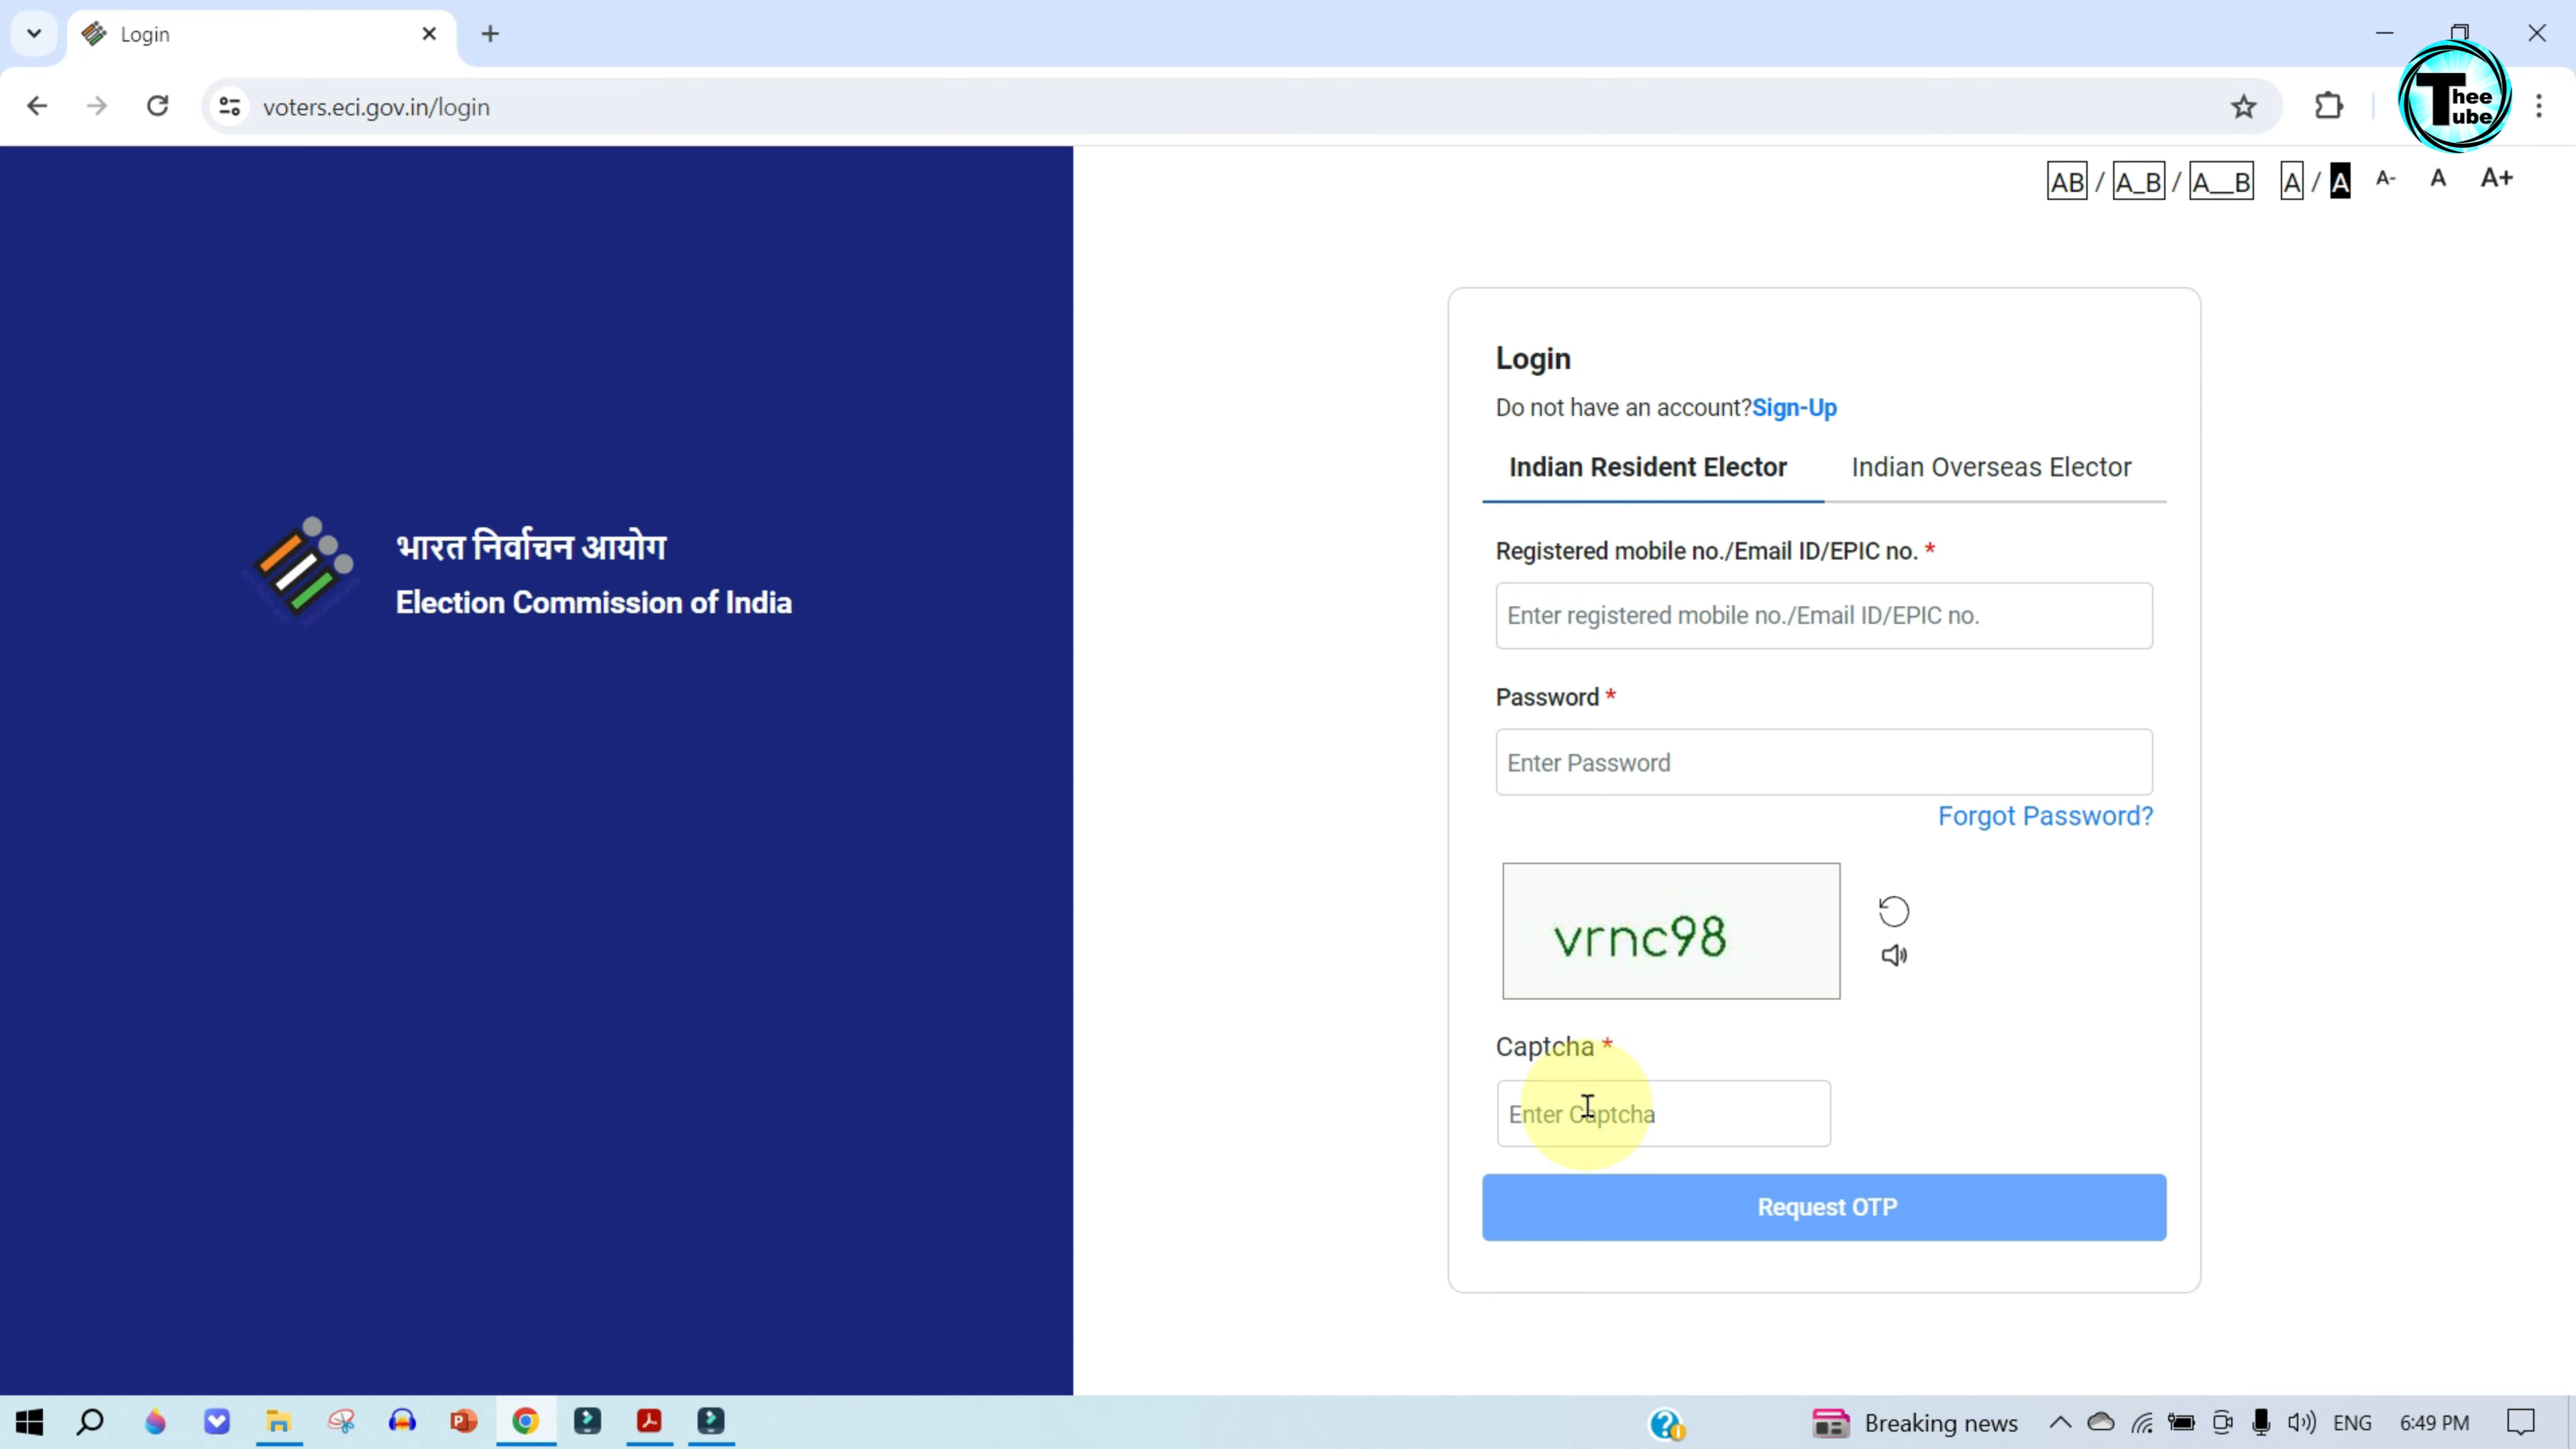 Login
voters.eci.gov.in/login
Thee
Tube
AB / A_B / A__B A / A A- A A+
भारत निर्वाचन आयोग
Election Commission of India
Login
Do not have an account?Sign-Up
Indian Resident Elector Indian Overseas Elector
Registered mobile no./Email ID/EPIC no. *
Enter registered mobile no./Email ID/EPIC no.
Password *
Enter Password
Forgot Password?
vrnc98
Captcha *
Enter Captcha
Request OTP
Breaking news ENG 6:49 PM